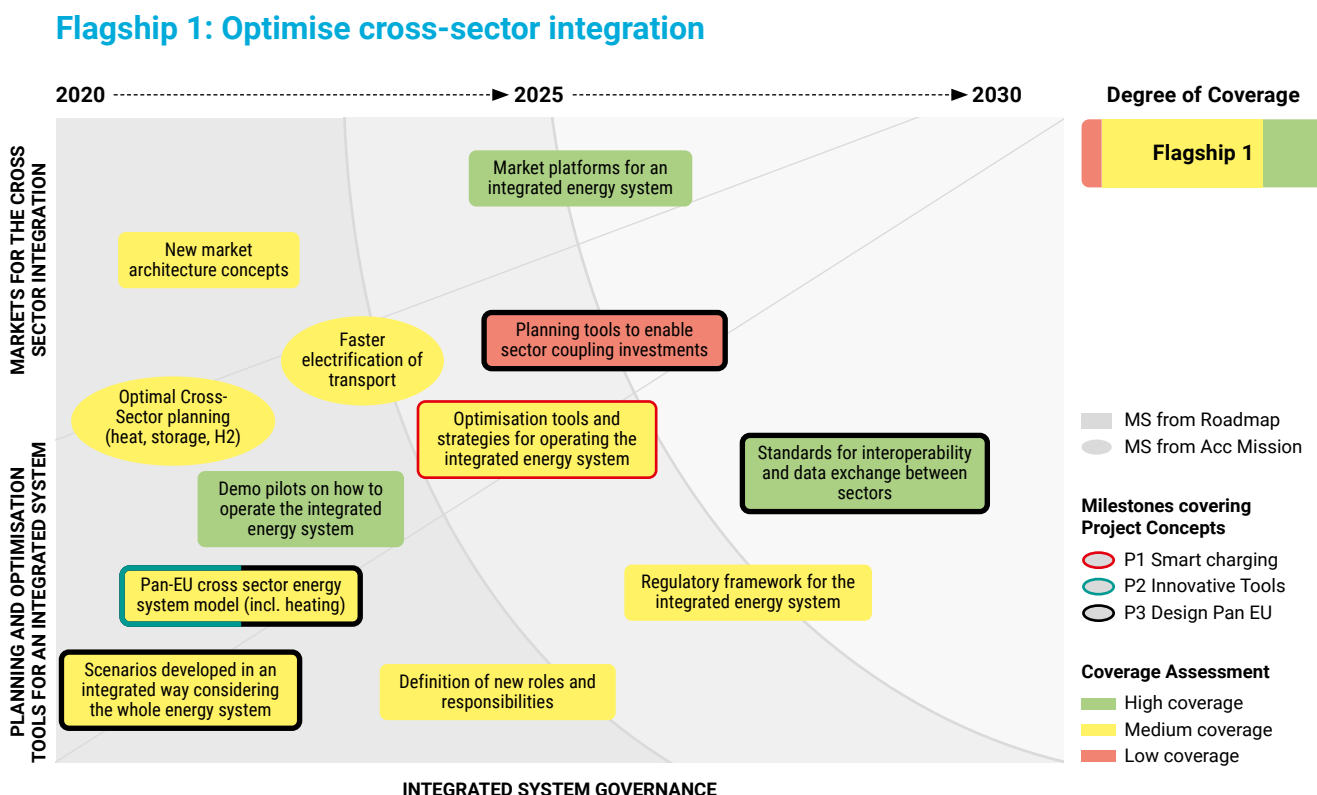 Flagship 1: Optimise cross-sector integration
2020
2025
2030
Degree of Coverage
Flagship 1
MARKETS FOR THE CROSS
SECTOR INTEGRATION
Market platforms for an
integrated energy system
New market
architecture concepts
Faster
electrification of
transport
Planning tools to enable
sector coupling investments
Optimal Cross-
Sector planning
(heat, storage, H2)
Optimisation tools and
strategies for operating the
integrated energy system
Standards for interoperability
and data exchange between
sectors
PLANNING AND OPTIMISATION
TOOLS FOR AN INTEGRATED SYSTEM
Demo pilots on how to
operate the integrated
energy system
Pan-EU cross sector energy
system model (incl. heating)
Regulatory framework for the
integrated energy system
Scenarios developed in an
integrated way considering
the whole energy system
Definition of new roles and
responsibilities
INTEGRATED SYSTEM GOVERNANCE
MS from Roadmap
MS from Acc Mission
Milestones covering
Project Concepts
P1 Smart charging
P2 Innovative Tools
P3 Design Pan EU
Coverage Assessment
High coverage
Medium coverage
Low coverage